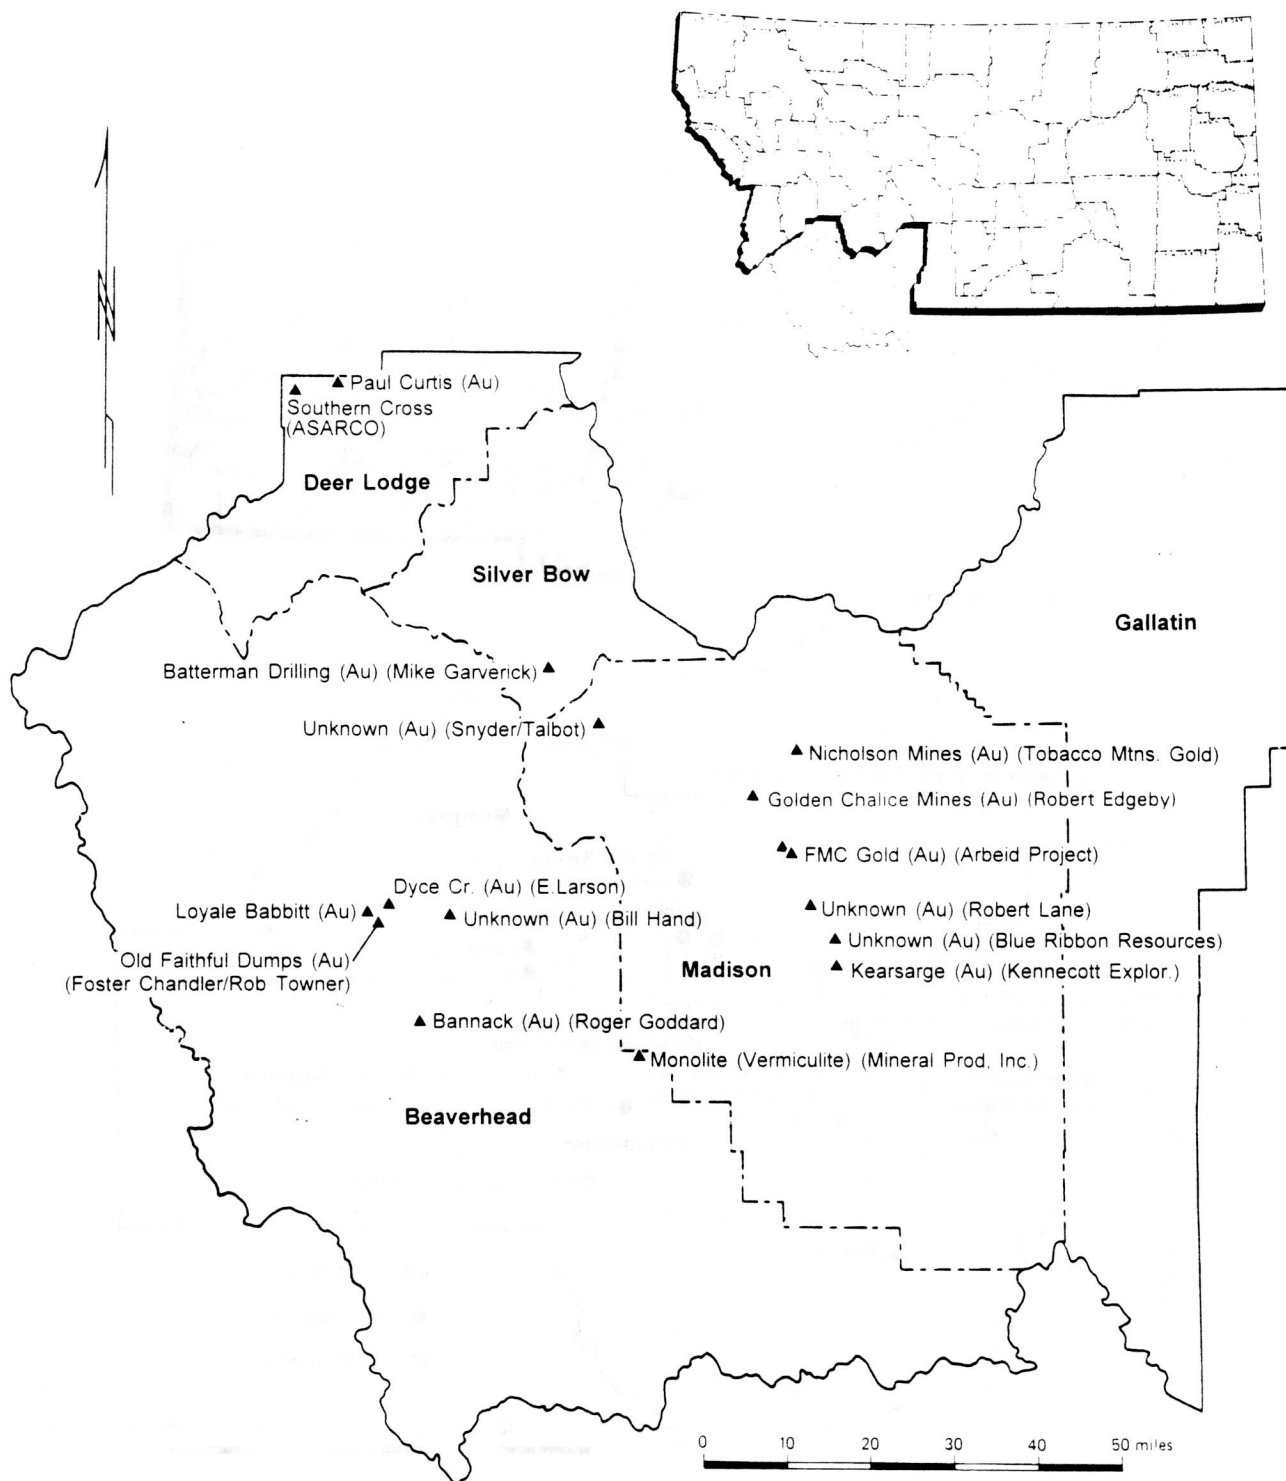 N
Paul Curtis (Au)
Southern Cross
(ASARCO)
Deer Lodge
Silver Bow
Gallatin
Batterman Drilling (Au) (Mike Garverick)
Unknown (Au) (Snyder/Talbot)
Nicholson Mines (Au) (Tobacco Mtns. Gold)
Golden Chalice Mines (Au) (Robert Edgeby)
FMC Gold (Au) (Arbeid Project)
Dyce Cr. (Au) (E.Larson)
Loyale Babbitt (Au)
Unknown (Au) (Bill Hand)
Unknown (Au) (Robert Lane)
Unknown (Au) (Blue Ribbon Resources)
Old Faithful Dumps (Au)
(Foster Chandler/Rob Towner)
Madison
Kearsarge (Au) (Kennecott Explor.)
Bannack (Au) (Roger Goddard)
Monolite (Vermiculite) (Mineral Prod, Inc.)
Beaverhead
0 10 20 30 40 50 miles